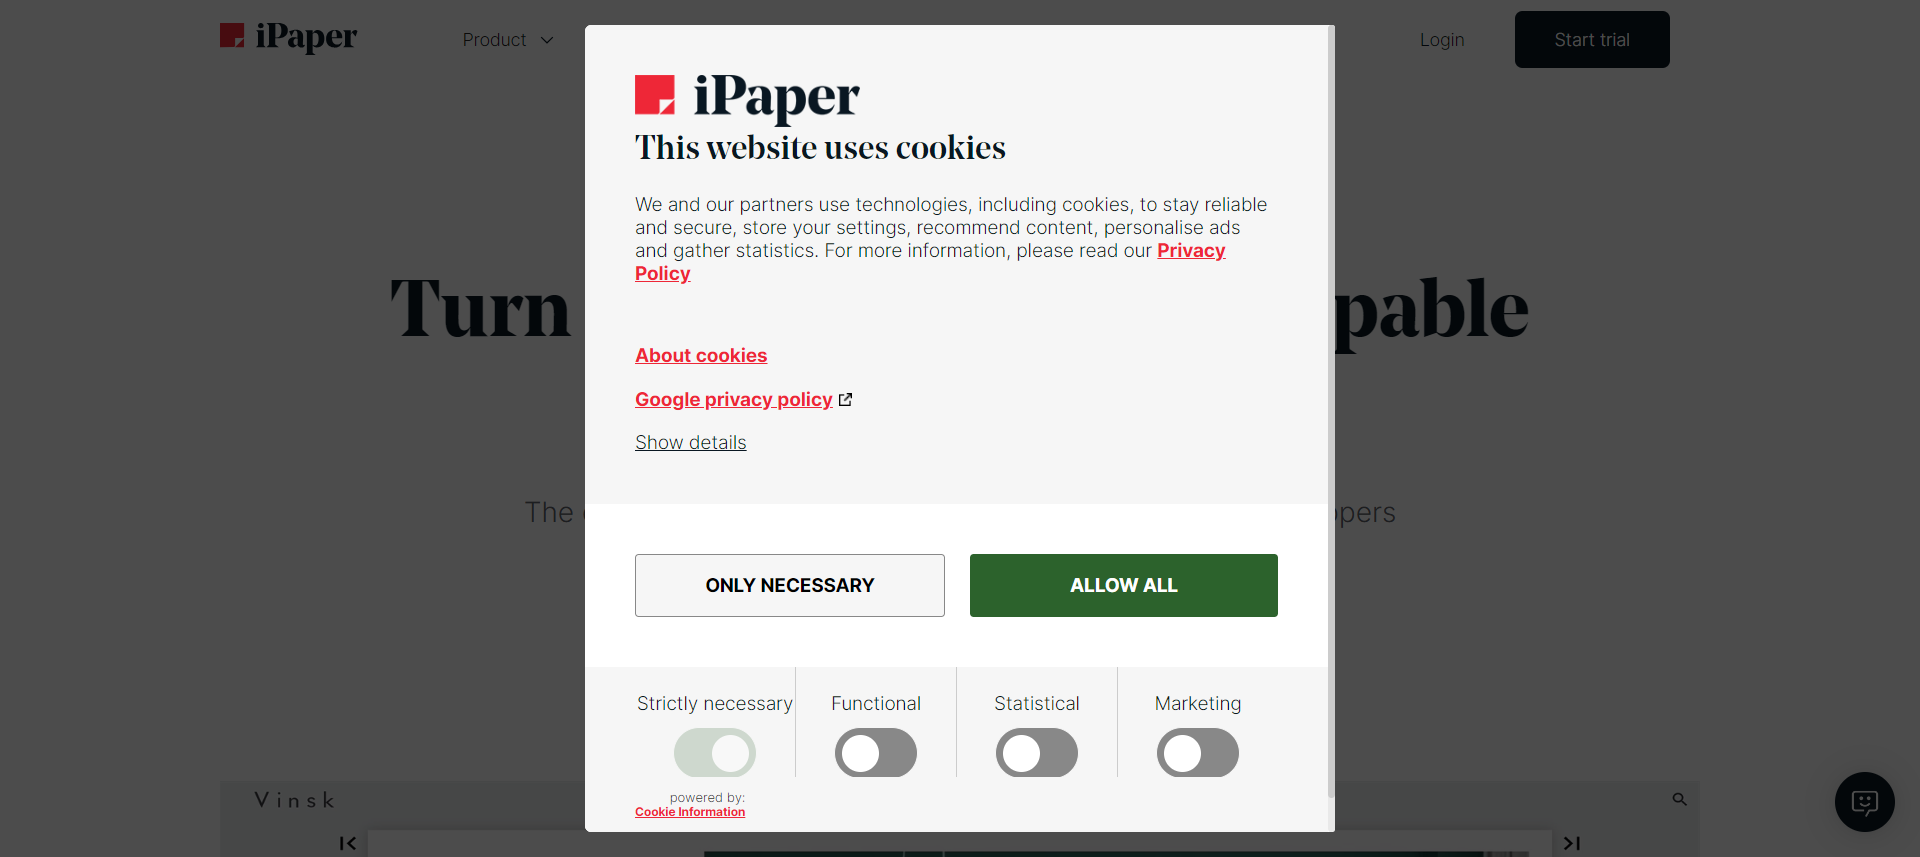 iPaper
Product
Login
Start trial
iPaper
This website uses cookies
We and our partners use technologies, including cookies, to stay reliable
and secure, store your settings, recommend content, personalise ads
and gather statistics. For more information, please read our Privacy
Policy
Turn
pable
About cookies
Google privacy policy
Show details
The
pers
ONLY NECESSARY
ALLOW ALL
Strictly necessary
Functional
Statistical
Marketing
powered by:
Cookie Information
Vinsk